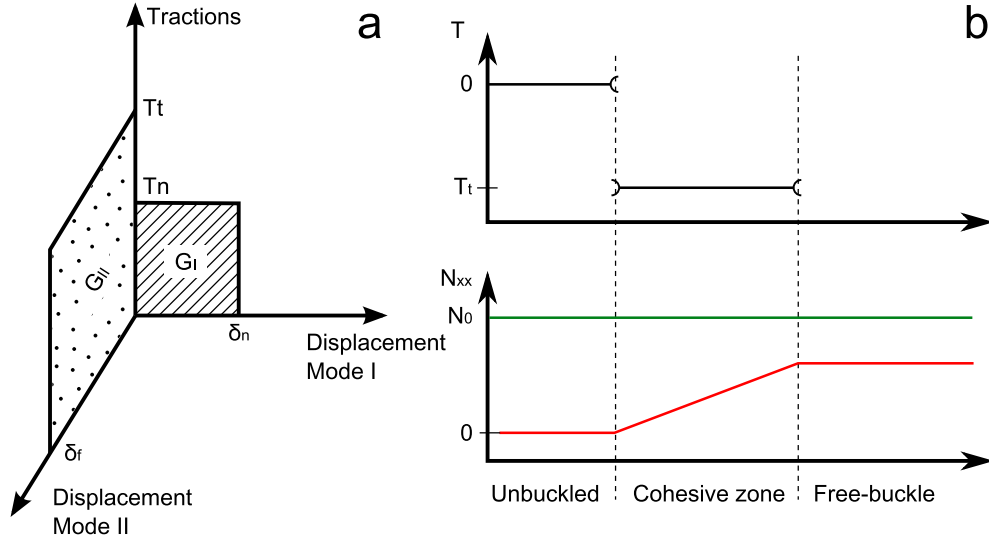 a
Tractions
Tt
Tn
GI
GII
δn
Displacement
Mode I
δf
Displacement
Mode II
b
T
0
Tt
Nxx
N0
0
Unbuckled
Cohesive zone
Free-buckle